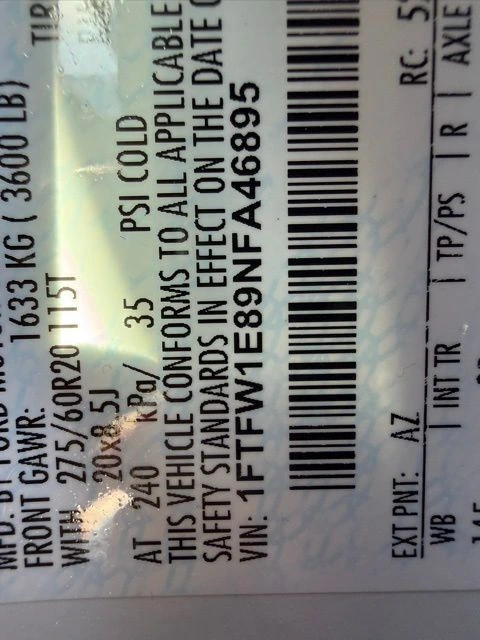 FRONT GAWR: 1633 KG ( 3600 LB) TIR
WITH 275/60R20 115T
20x8.5J
AT 240 kPa/ 35 PSI COLD
THIS VEHICLE CONFORMS TO ALL APPLICABLE
SAFETY STANDARDS IN EFFECT ON THE DATE
VIN: 1FTFW1E89NFA46895
EXT PNT: AZ RC: 5
WB | INT TR | TP/PS | R | AXLE